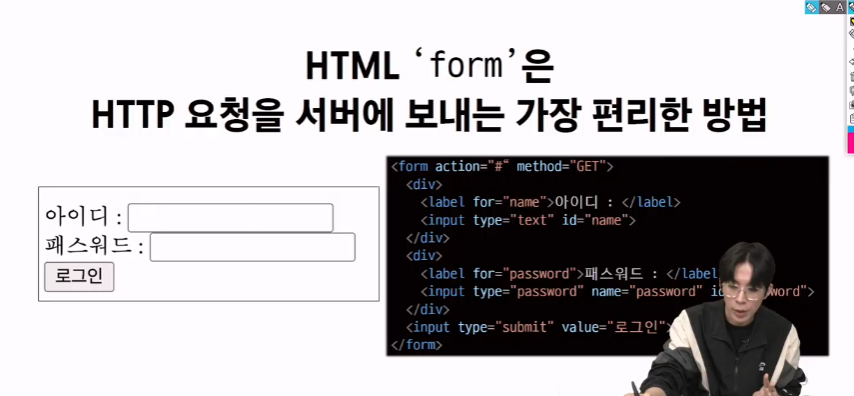 HTML ‘form’은
HTTP 요청을 서버에 보내는 가장 편리한 방법
아이디 :
패스워드 :
로그인
<form action="#“ method="GET">
<div>
<label for="name">아이디 : </label>
<input type="text" id="name">
</div>
<div>
<label for="password">패스워드 : </label
<input type="password" name="password" id word">
</div>
<input type="submit" value="로그인">
</form>
A